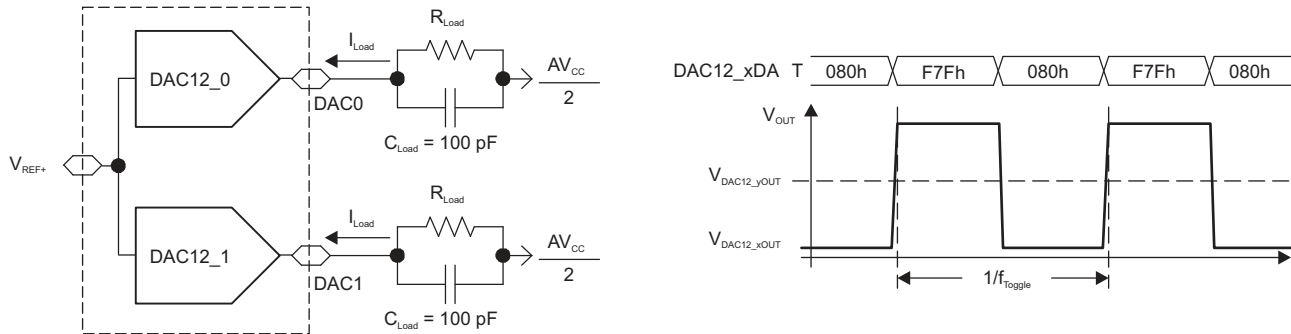 R_Load
I_Load
AV_CC
2
DAC12_0
DAC0
C_Load = 100 pF
V_REF+
R_Load
I_Load
AV_CC
2
DAC12_1
DAC1
C_Load = 100 pF
DAC12_xDA T 080h F7Fh 080h F7Fh 080h
V_OUT
V_DAC12_yOUT
V_DAC12_xOUT
1/f_Toggle